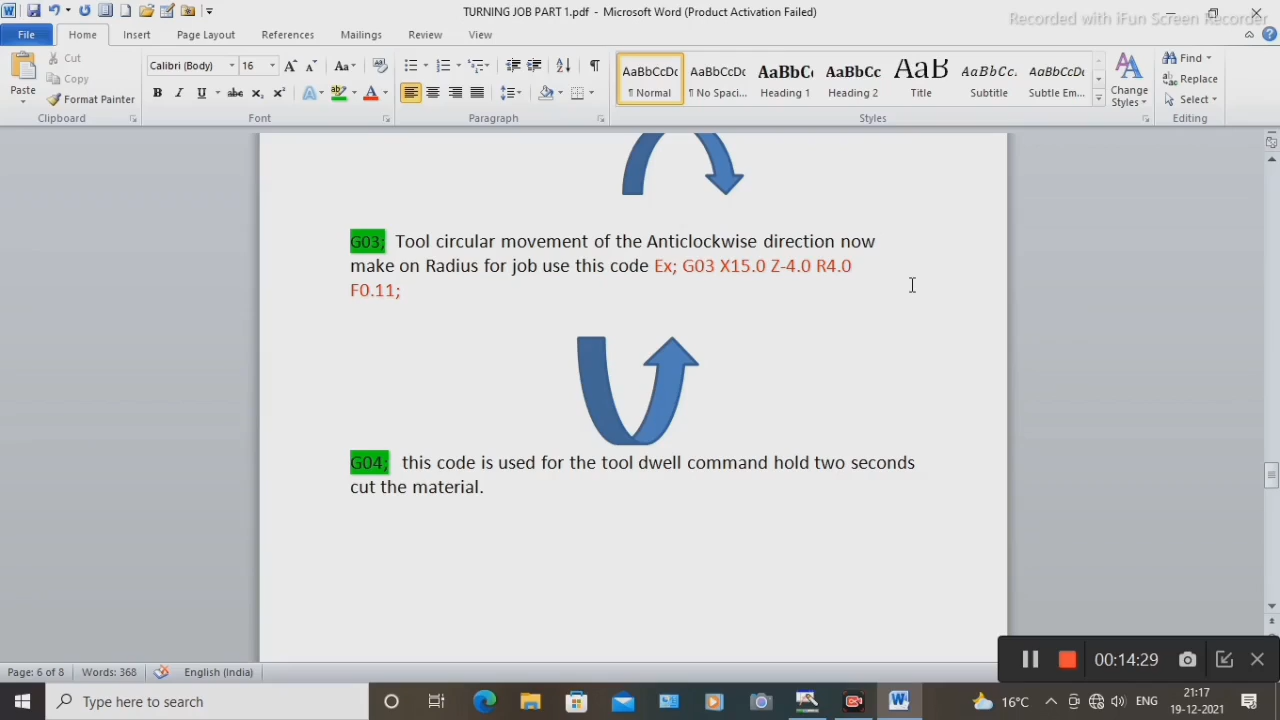 TURNING JOB PART 1.pdf - Microsoft Word (Product Activation Failed)
Recorded with iFun Screen Recorder
File Home Insert Page Layout References Mailings Review View
Paste
Cut
Copy
Format Painter
Clipboard
Calibri (Body) 16
Font
Paragraph
AaBbCcDc AaBbCcDc AaBbC AaBbCc AaB AaBbCc. AaBbCcDc
¶ Normal ¶ No Spaci... Heading 1 Heading 2 Title Subtitle Subtle Em...
Styles
Change
Styles
Find
Replace
Select
Editing
G03; Tool circular movement of the Anticlockwise direction now
make on Radius for job use this code Ex; G03 X15.0 Z-4.0 R4.0
F0.11;
G04; this code is used for the tool dwell command hold two seconds
cut the material.
00:14:29
Page: 6 of 8 Words: 368 English (India)
Type here to search
16°C
ENG
21:17
19-12-2021